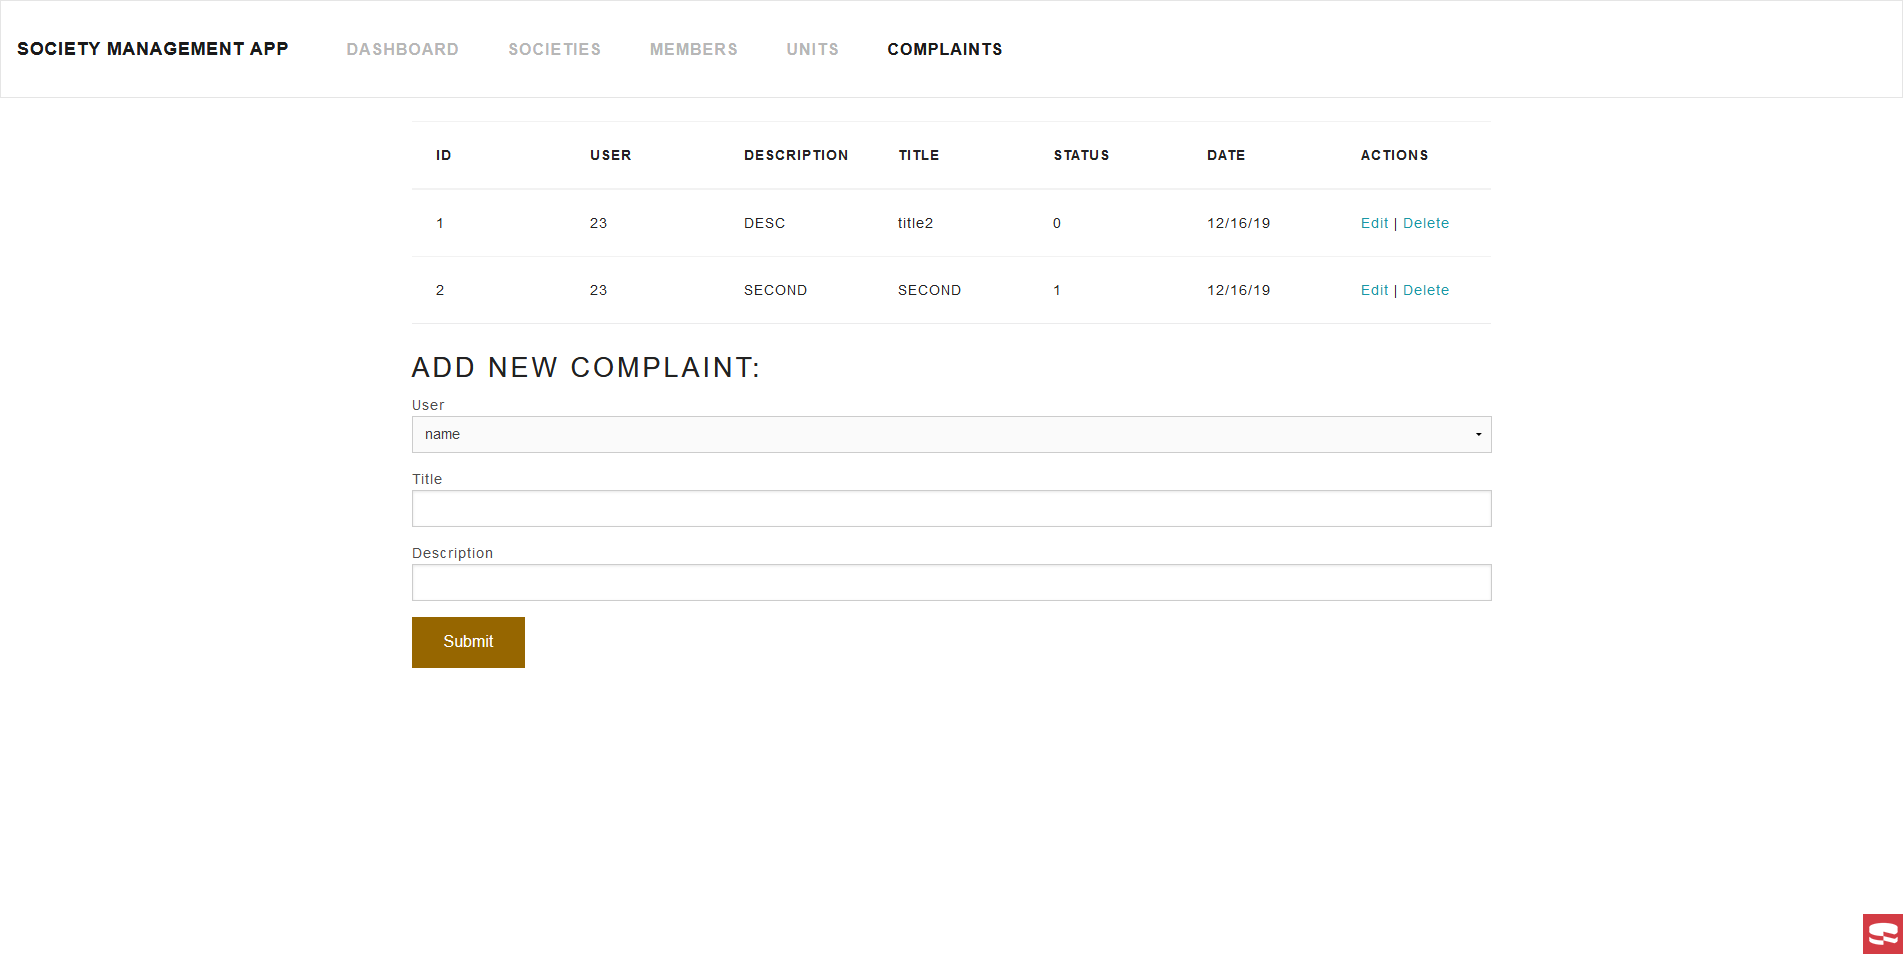 SOCIETY MANAGEMENT APP DASHBOARD SOCIETIES MEMBERS UNITS COMPLAINTS
ID USER DESCRIPTION TITLE STATUS DATE ACTIONS
1 23 DESC title2 0 12/16/19 Edit | Delete
2 23 SECOND SECOND 1 12/16/19 Edit | Delete
ADD NEW COMPLAINT:
User
name
Title
Description
Submit